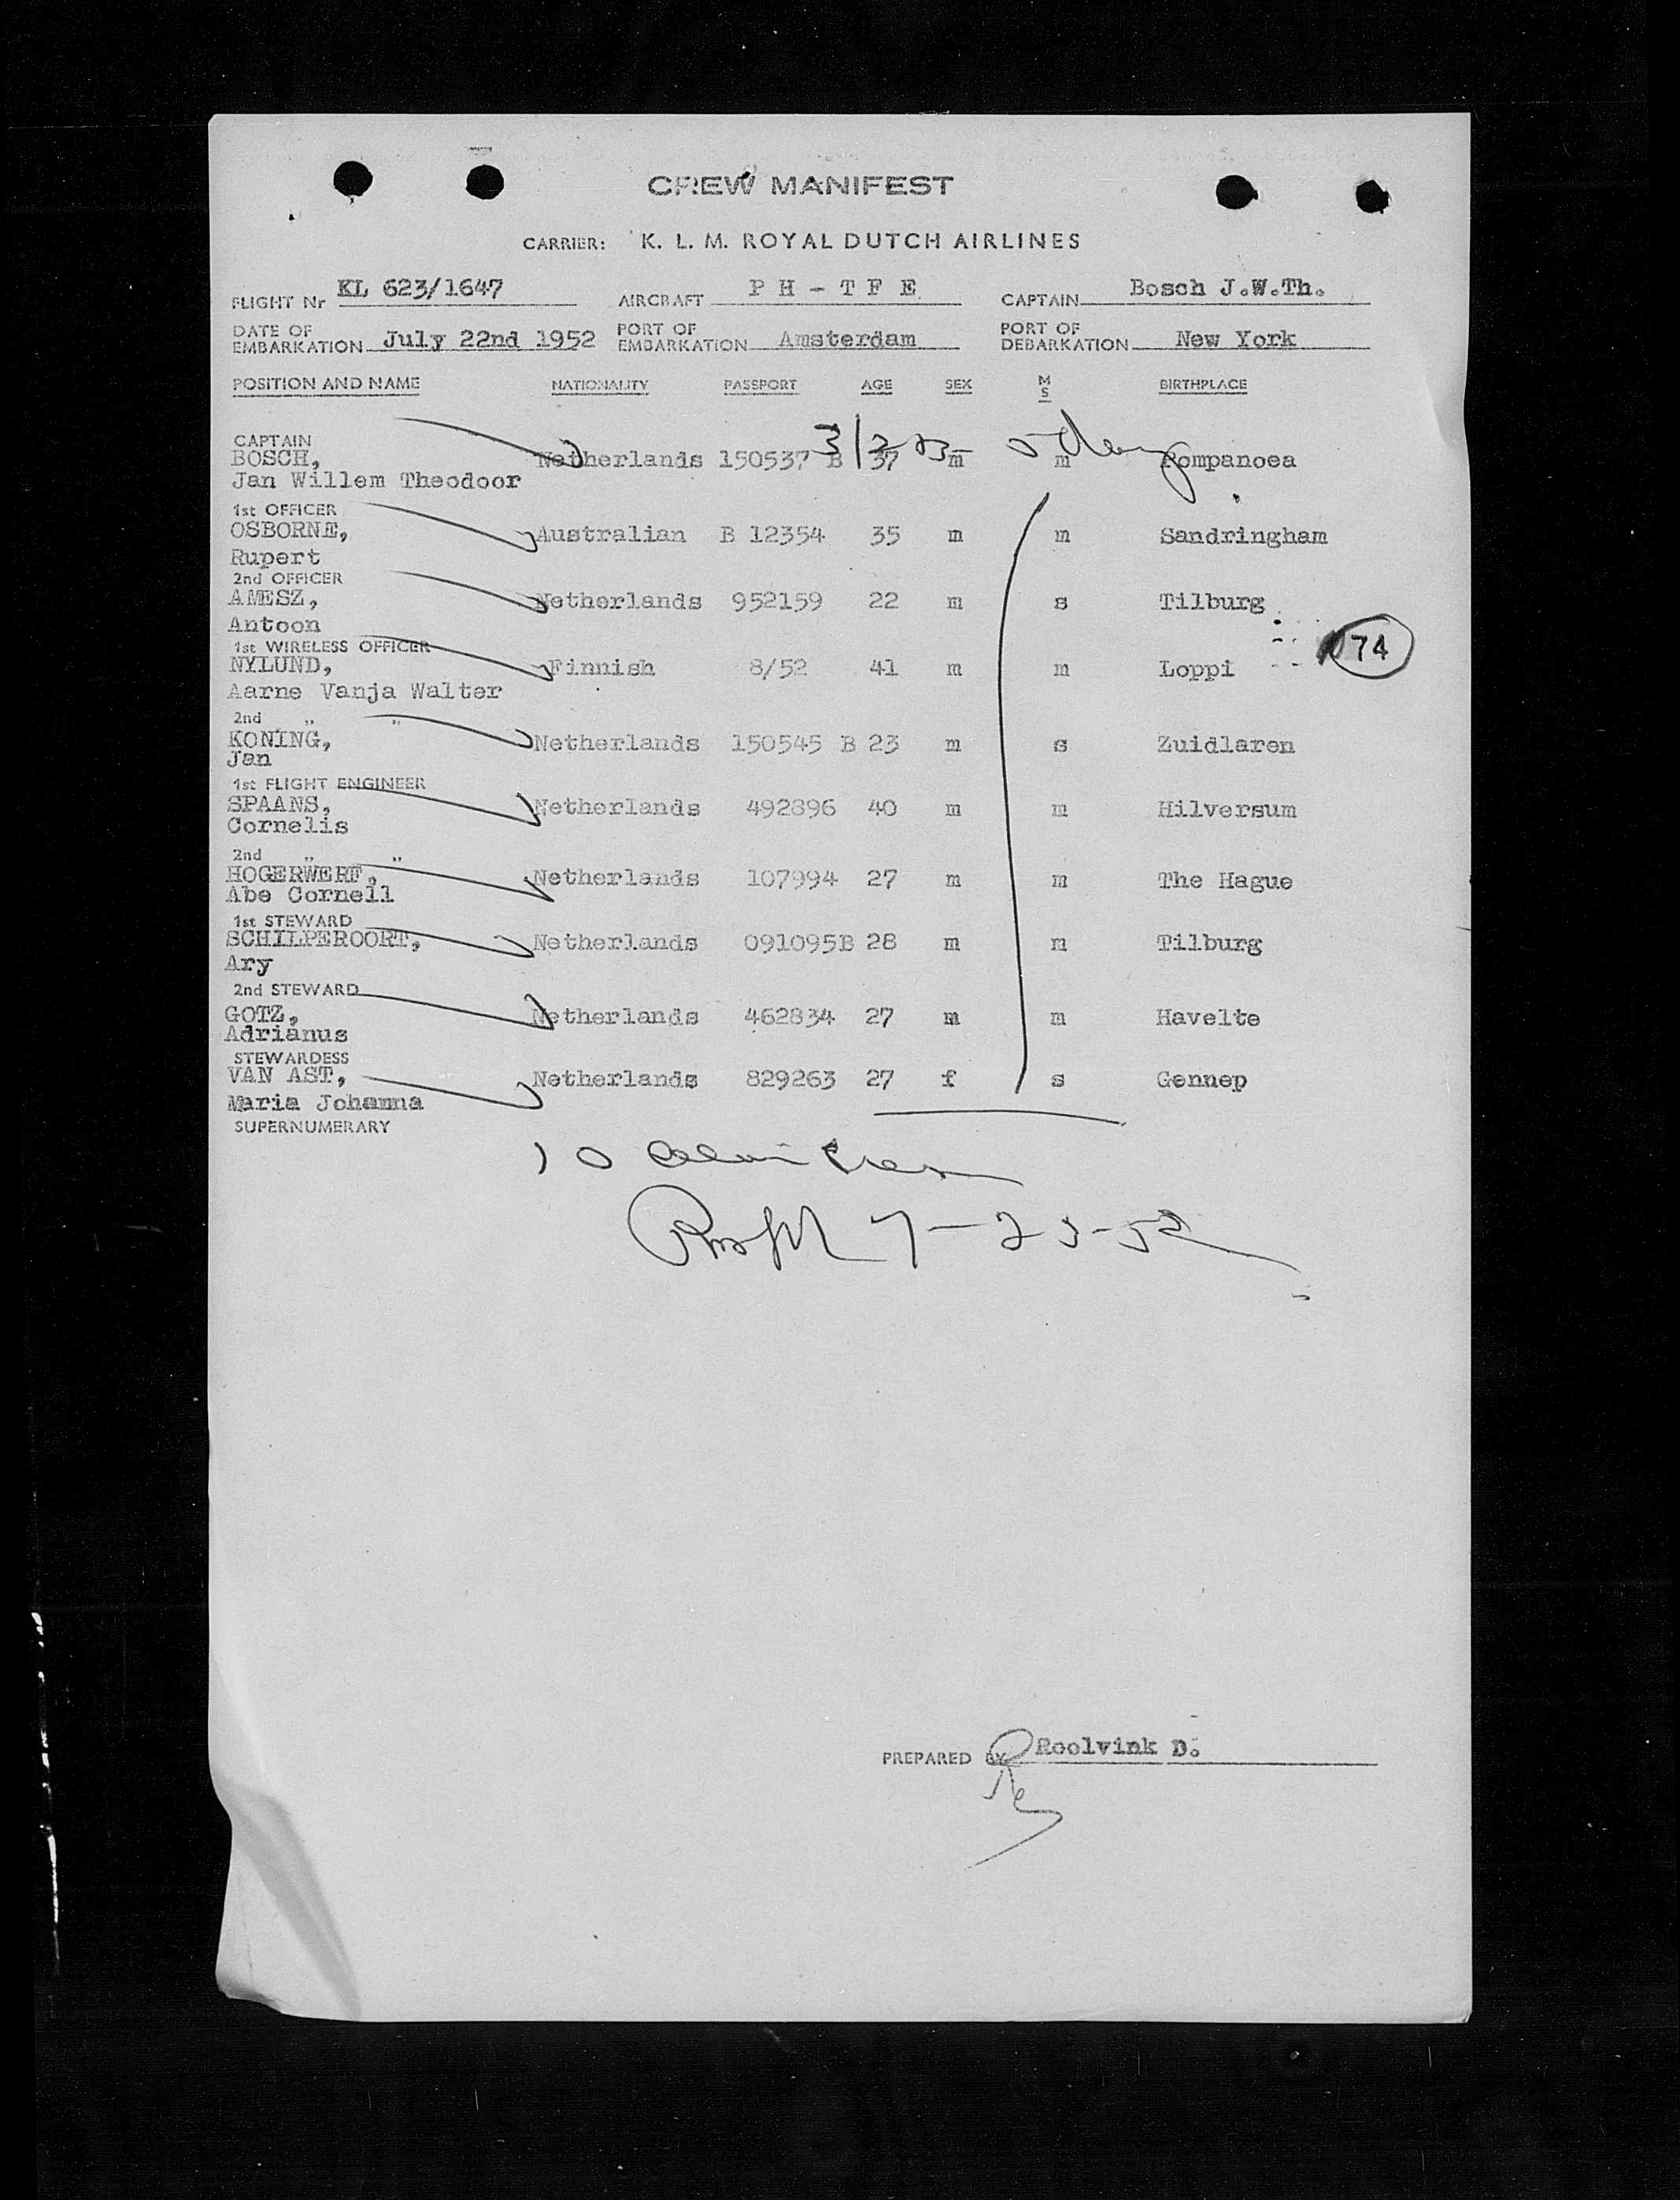 CREW MANIFEST
CARRIER: K. L. M. ROYAL DUTCH AIRLINES
FLIGHT Nr KL 623/1647 AIRCRAFT P H - T F E CAPTAIN Bosch J.W.Th.
DATE OF EMBARKATION July 22nd 1952 PORT OF EMBARKATION Amsterdam PORT OF DEBARKATION New York
POSITION AND NAME NATIONALITY PASSPORT AGE SEX M S BIRTHPLACE
CAPTAIN
BOSCH, Netherlands 150537 B 37 m m Pompanoea
Jan Willem Theodoor
1st OFFICER
OSBORNE, Australian B 12354 35 m m Sandringham
Rupert
2nd OFFICER
AMESZ, Netherlands 952159 22 m s Tilburg
Antoon
1st WIRELESS OFFICER
74
NYLUND, Finnish 8/52 41 m m Loppi
Aarne Vanja Walter
2nd " "
KONING, Netherlands 150545 B 23 m s Zuidlaren
Jan
1st FLIGHT ENGINEER
SPAANS, Netherlands 492896 40 m m Hilversum
Cornelis
2nd " "
HOGERWERF, Netherlands 107994 27 m m The Hague
Abe Cornell
1st STEWARD
SCHILPEROORT, Netherlands 091095B 28 m m Tilburg
Ary
2nd STEWARD
GOTZ, Netherlands 462834 27 m m Havelte
Adrianus
STEWARDESS
VAN AST, Netherlands 829263 27 f s Gennep
Maria Johanna
SUPERNUMERARY
10
7-23-52
PREPARED BY Roolvink D.